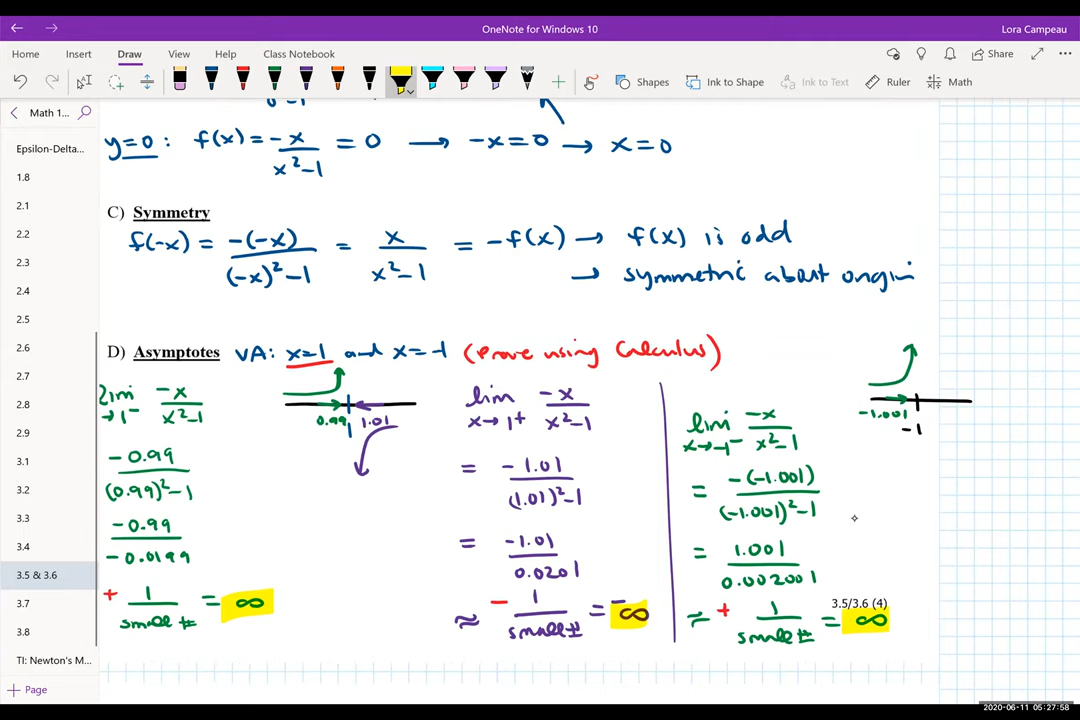 OneNote for Windows 10
Lora Campeau
Home Insert Draw View Help Class Notebook Share
Shapes Ink to Shape Ink to Text Ruler Math
Math 1...
Epsilon-Delta...
1.8
2.1
2.2
2.3
2.4
2.5
2.6
2.7
2.8
2.9
3.1
3.2
3.3
3.4
3.5 & 3.6
3.7
3.8
TI: Newton's M...
Page
y=0 : f(x) = -x / (x² - 1) = 0 → -x = 0 → x = 0
C) Symmetry
f(-x) = -(-x) / ((-x)² - 1) = x / (x² - 1) = -f(x) → f(x) is odd
→ symmetric about origin
D) Asymptotes VA: x=1 and x=-1 (Prove using Calculus)
lim →1⁻ -x / (x² - 1)
-0.99 / ((0.99)² - 1)
-0.99 / -0.0199
+ 1 / small # = ∞
0.99 1.01
1
lim x→1⁺ -x / (x² - 1)
= -1.01 / ((1.01)² - 1)
= -1.01 / 0.0201
≈ - 1 / small # = -∞
-1.001
-1
lim x→-1⁻ -x / (x² - 1)
= -(-1.001) / ((-1.001)² - 1)
= 1.001 / 0.002001
3.5/3.6 (4)
≈ + 1 / small # = ∞
2020-06-11 05:27:58